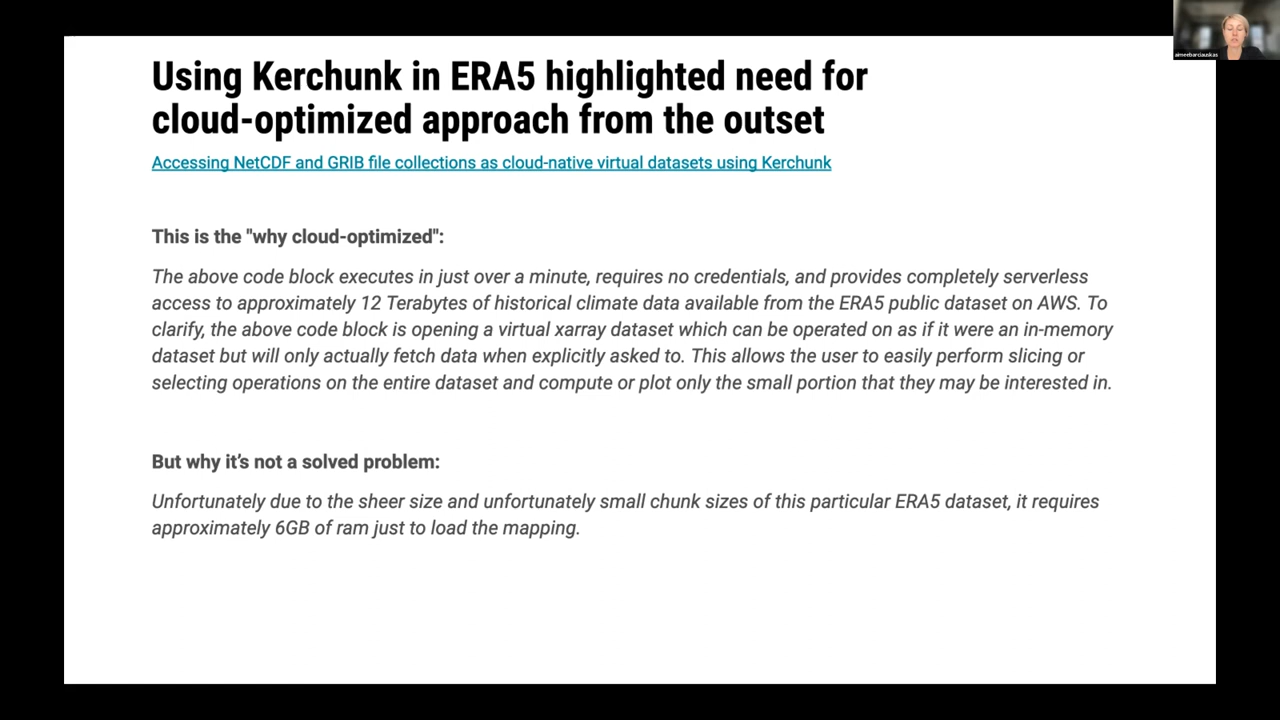 Using Kerchunk in ERA5 highlighted need for
cloud-optimized approach from the outset
Accessing NetCDF and GRIB file collections as cloud-native virtual datasets using Kerchunk
This is the "why cloud-optimized":
The above code block executes in just over a minute, requires no credentials, and provides completely serverless
access to approximately 12 Terabytes of historical climate data available from the ERA5 public dataset on AWS. To
clarify, the above code block is opening a virtual xarray dataset which can be operated on as if it were an in-memory
dataset but will only actually fetch data when explicitly asked to. This allows the user to easily perform slicing or
selecting operations on the entire dataset and compute or plot only the small portion that they may be interested in.
But why it’s not a solved problem:
Unfortunately due to the sheer size and unfortunately small chunk sizes of this particular ERA5 dataset, it requires
approximately 6GB of ram just to load the mapping.
aimeebarciauskas